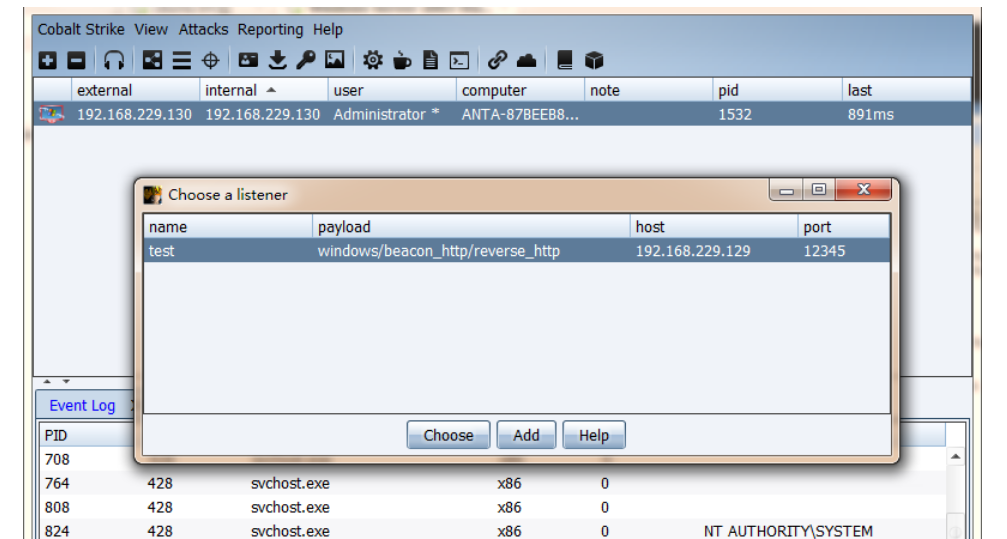 Cobalt Strike View Attacks Reporting Help
external internal user computer note pid last
192.168.229.130 192.168.229.130 Administrator * ANTA-87BEEB8... 1532 891ms
Choose a listener
name payload host port
test windows/beacon_http/reverse_http 192.168.229.129 12345
Choose Add Help
Event Log X
PID
708
764 428 svchost.exe x86 0
808 428 svchost.exe x86 0
824 428 svchost.exe x86 0 NT AUTHORITY\SYSTEM